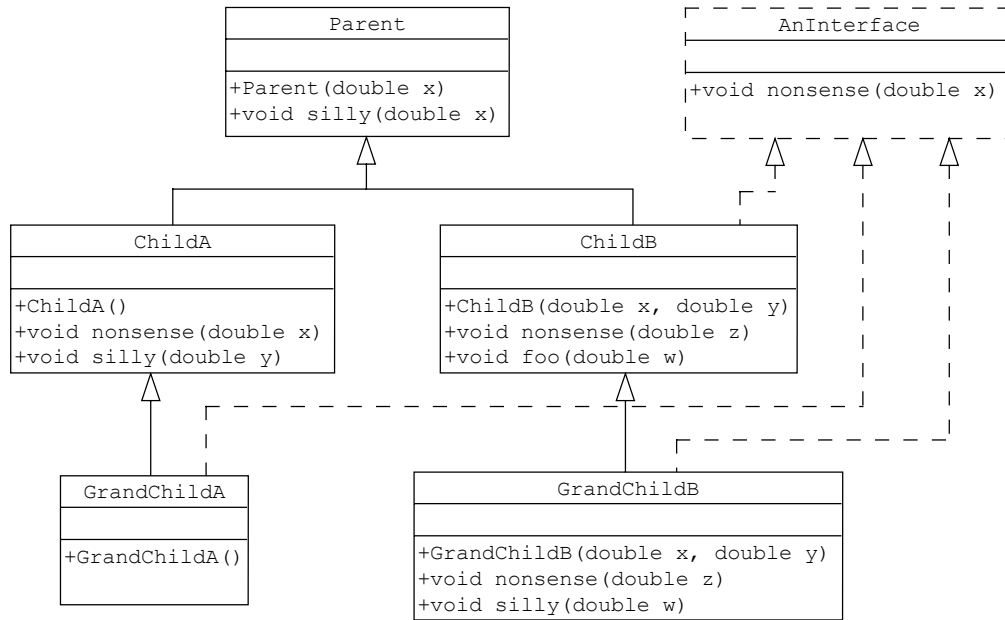 Parent
+Parent(double x)
+void silly(double x)
AnInterface
+void nonsense(double x)
ChildA
+ChildA()
+void nonsense(double x)
+void silly(double y)
ChildB
+ChildB(double x, double y)
+void nonsense(double z)
+void foo(double w)
GrandChildA
+GrandChildA()
GrandChildB
+GrandChildB(double x, double y)
+void nonsense(double z)
+void silly(double w)